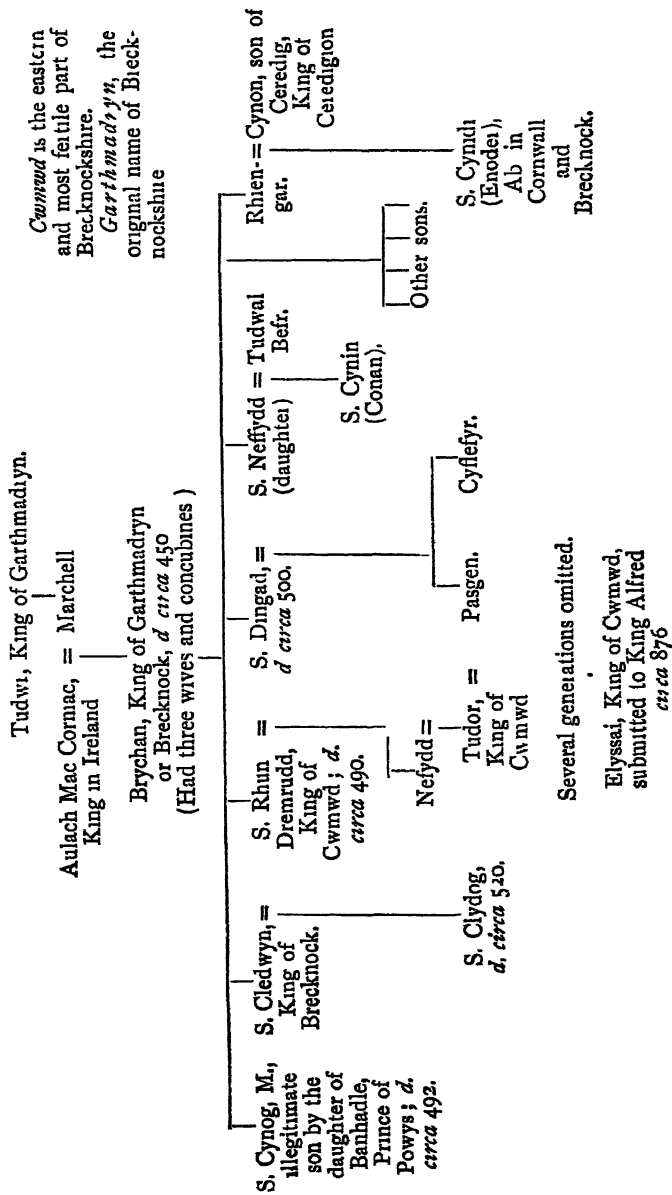 Tudwi, King of Garthmadryn.
Aulach Mac Cormac, = Marchell
King in Ireland
Brychan, King of Garthmadryn
or Brecknock, d circa 450
(Had three wives and concubines )
Cwmwd is the eastern
and most fertile part of
Brecknockshire.
Garthmadryn, the
original name of Breck-
nockshire
S. Cynog, M.,
illegitimate
son by the
daughter of
Banhadle,
Prince of
Powys ; d.
circa 492.
S. Cledwyn, =
King of
Brecknock.
S. Clydog,
d. circa 520.
S. Rhun =
Dremrudd,
King of
Cwmwd ; d.
circa 490.
Nefydd =
Tudor, =
King of
Cwmwd
Several generations omitted.
Elyssai, King of Cwmwd,
submitted to King Alfred
circa 876
S. Dingad, =
d circa 500.
Pasgen.
Cyflefyr.
S. Neffydd = Tudwal
(daughter) Befr.
S. Cynin
(Conan).
Other sons.
Rhien- = Cynon, son of
gar. Ceredig,
King of
Ceredigion
S. Cynidi
(Enoder),
Ab in
Cornwall
and
Brecknock.